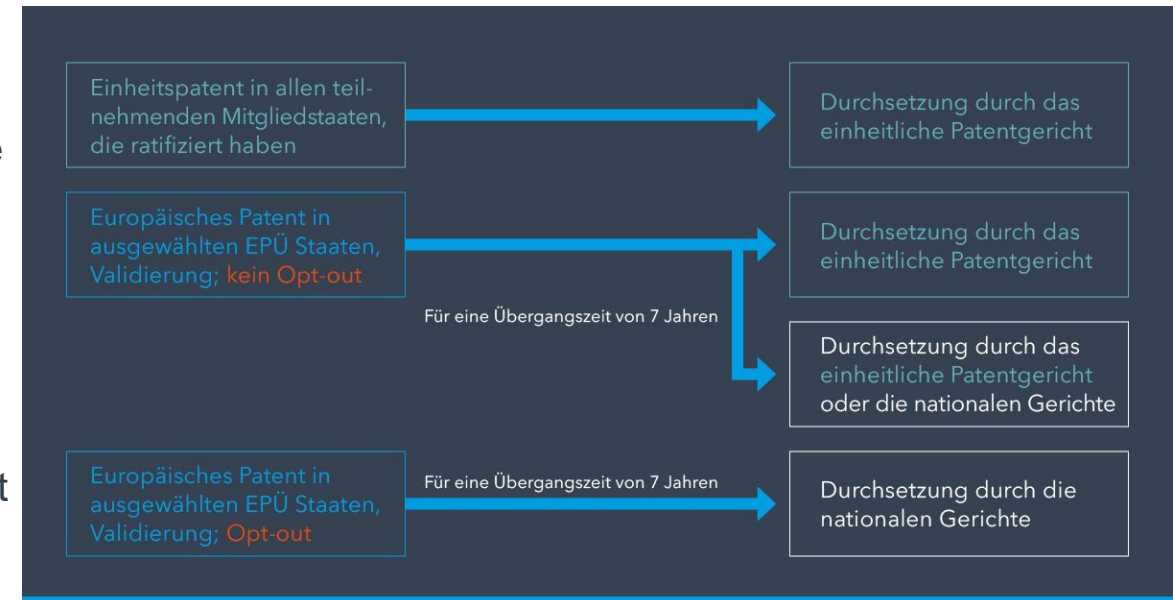 Einheitspatent in allen teil-
nehmenden Mitgliedstaaten,
die ratifiziert haben
Durchsetzung durch das
einheitliche Patentgericht
e
Europäisches Patent in
ausgewählten EPÜ Staaten,
Validierung; kein Opt-out
Durchsetzung durch das
einheitliche Patentgericht
Für eine Übergangszeit von 7 Jahren
Durchsetzung durch das
einheitliche Patentgericht
oder die nationalen Gerichte
t
Europäisches Patent in
ausgewählten EPÜ Staaten,
Validierung; Opt-out
Für eine Übergangszeit von 7 Jahren
Durchsetzung durch die
nationalen Gerichte